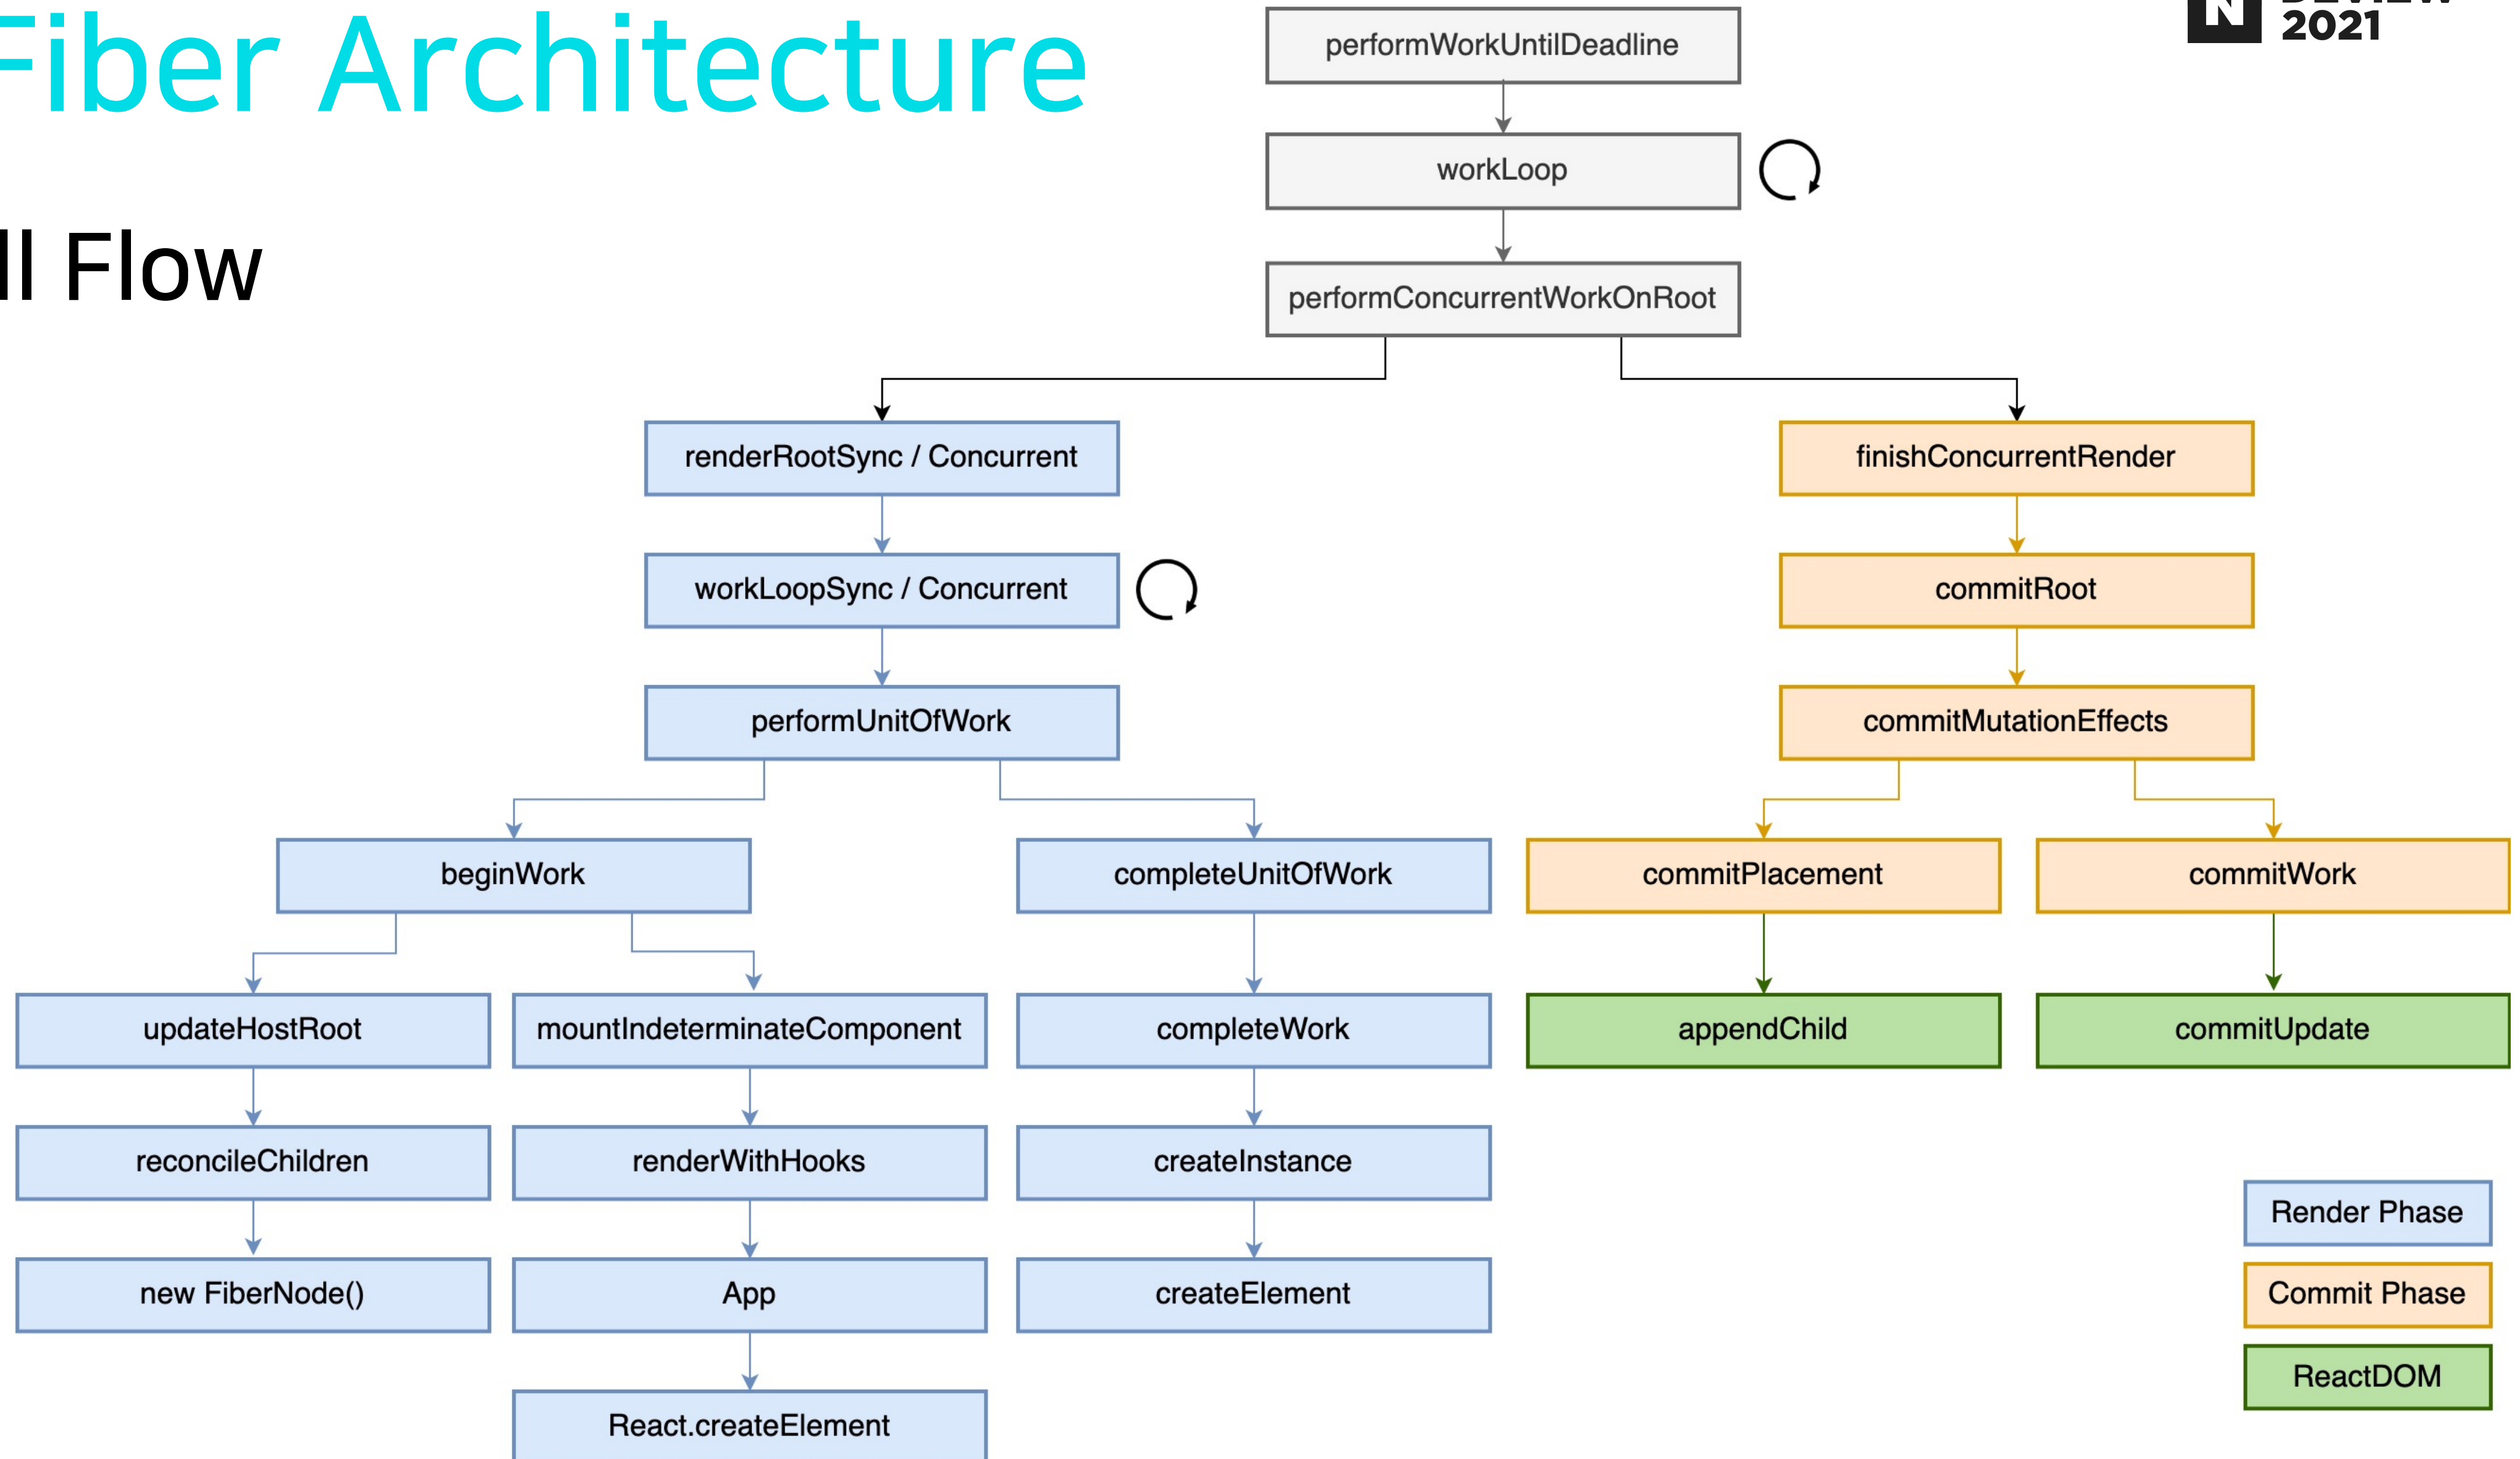 Fiber Architecture
ll Flow
2021
performWorkUntilDeadline
workLoop
performConcurrentWorkOnRoot
renderRootSync / Concurrent
finishConcurrentRender
workLoopSync / Concurrent
commitRoot
performUnitOfWork
commitMutationEffects
beginWork
completeUnitOfWork
commitPlacement
commitWork
updateHostRoot
mountIndeterminateComponent
completeWork
appendChild
commitUpdate
reconcileChildren
renderWithHooks
createInstance
new FiberNode()
App
createElement
React.createElement
Render Phase
Commit Phase
ReactDOM